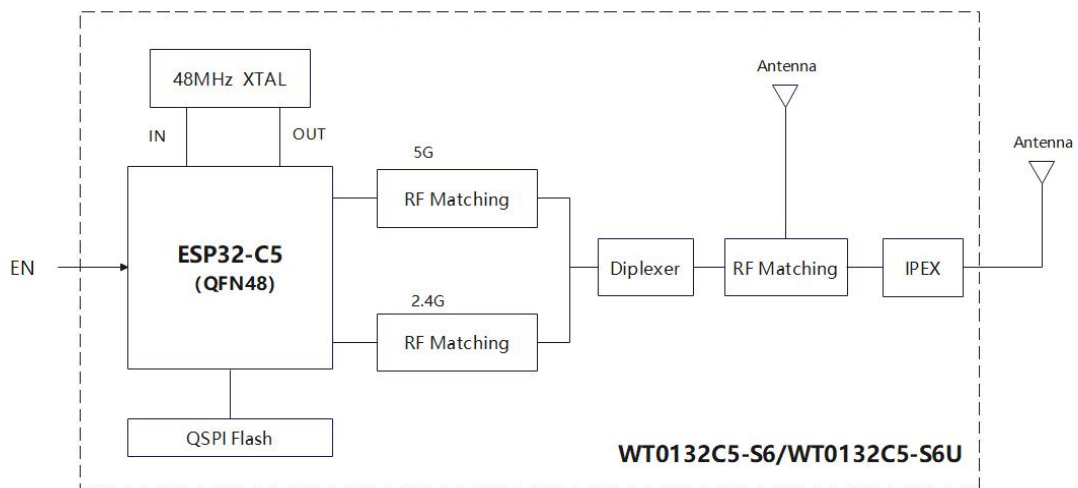 48MHz XTAL
IN
OUT
Antenna
Antenna
5G
RF Matching
ESP32-C5
(QFN48)
EN
Diplexer
RF Matching
IPEX
2.4G
RF Matching
QSPI Flash
WT0132C5-S6/WT0132C5-S6U